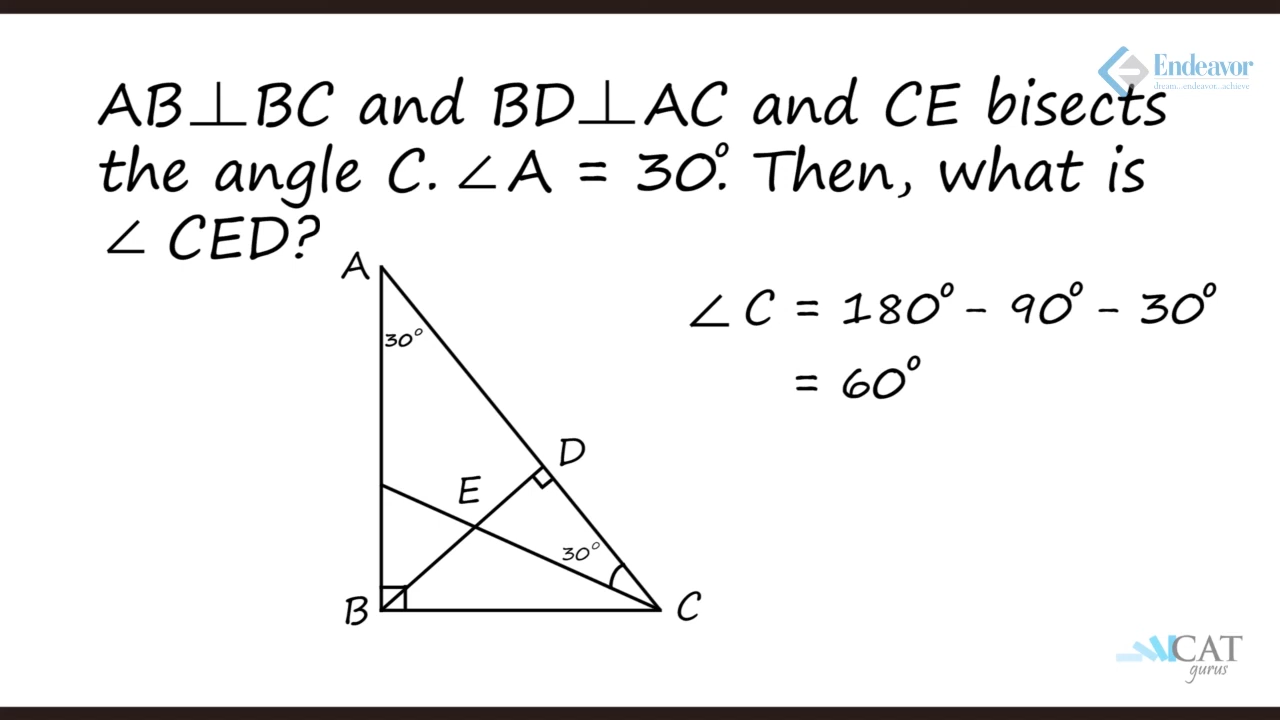 Endeavor
dream...endeavor...achieve
AB⊥BC and BD⊥AC and CE bisects
the angle C. ∠A = 30°. Then, what is
∠ CED?
A
30°
∠ C = 180° - 90° - 30°
= 60°
D
E
30°
B
C
CAT
gurus